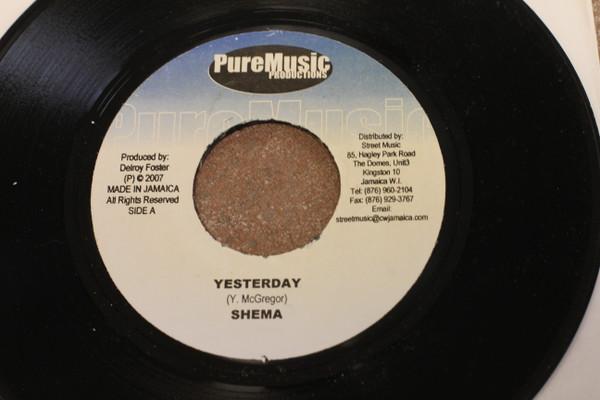 PureMusic
PRODUCTIONS
PureMusic
Produced by:
Delroy Foster
(P) © 2007
MADE IN JAMAICA
All Rights Reserved
SIDE A
Distributed by:
Street Music
85, Hagley Park Road
The Domes, Unit3
Kingston 10
Jamaica W.I.
Tel: (876) 960-2104
Fax: (876) 929-3767
Email:
streetmusic@cwjamaica.com
YESTERDAY
(Y. McGregor)
SHEMA